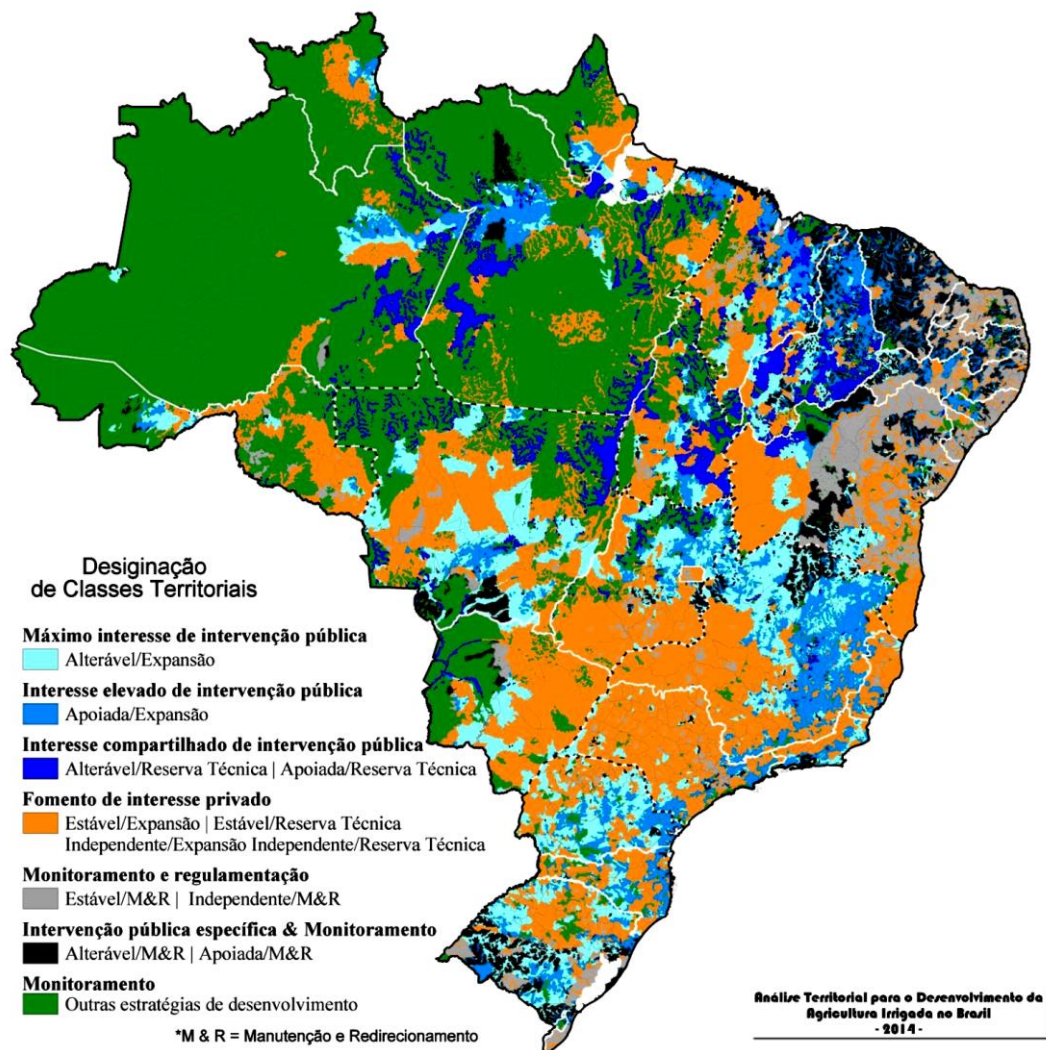 Desiginação
de Classes Territoriais
Máximo interesse de intervenção pública
Alterável/Expansão
Interesse elevado de intervenção pública
Apoiada/Expansão
Interesse compartilhado de intervenção pública
Alterável/Reserva Técnica | Apoiada/Reserva Técnica
Fomento de interesse privado
Estável/Expansão | Estável/Reserva Técnica
Independente/Expansão Independente/Reserva Técnica
Monitoramento e regulamentação
Estável/M&R | Independente/M&R
Intervenção pública específica & Monitoramento
Alterável/M&R | Apoiada/M&R
Monitoramento
Outras estratégias de desenvolvimento
*M & R = Manutenção e Redirecionamento
Análise Territorial para o Desenvolvimento da
Agricultura Irrigada no Brasil
- 2014 -